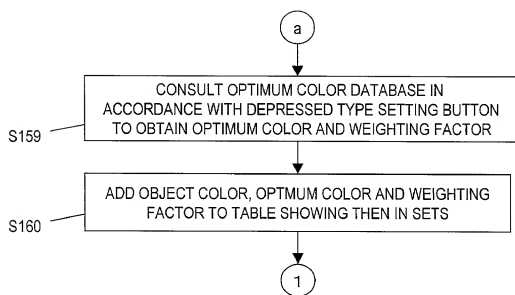 a
CONSULT OPTIMUM COLOR DATABASE IN
ACCORDANCE WITH DEPRESSED TYPE SETTING BUTTON
TO OBTAIN OPTIMUM COLOR AND WEIGHTING FACTOR
S159
ADD OBJECT COLOR, OPTMUM COLOR AND WEIGHTING
FACTOR TO TABLE SHOWING THEN IN SETS
S160
1